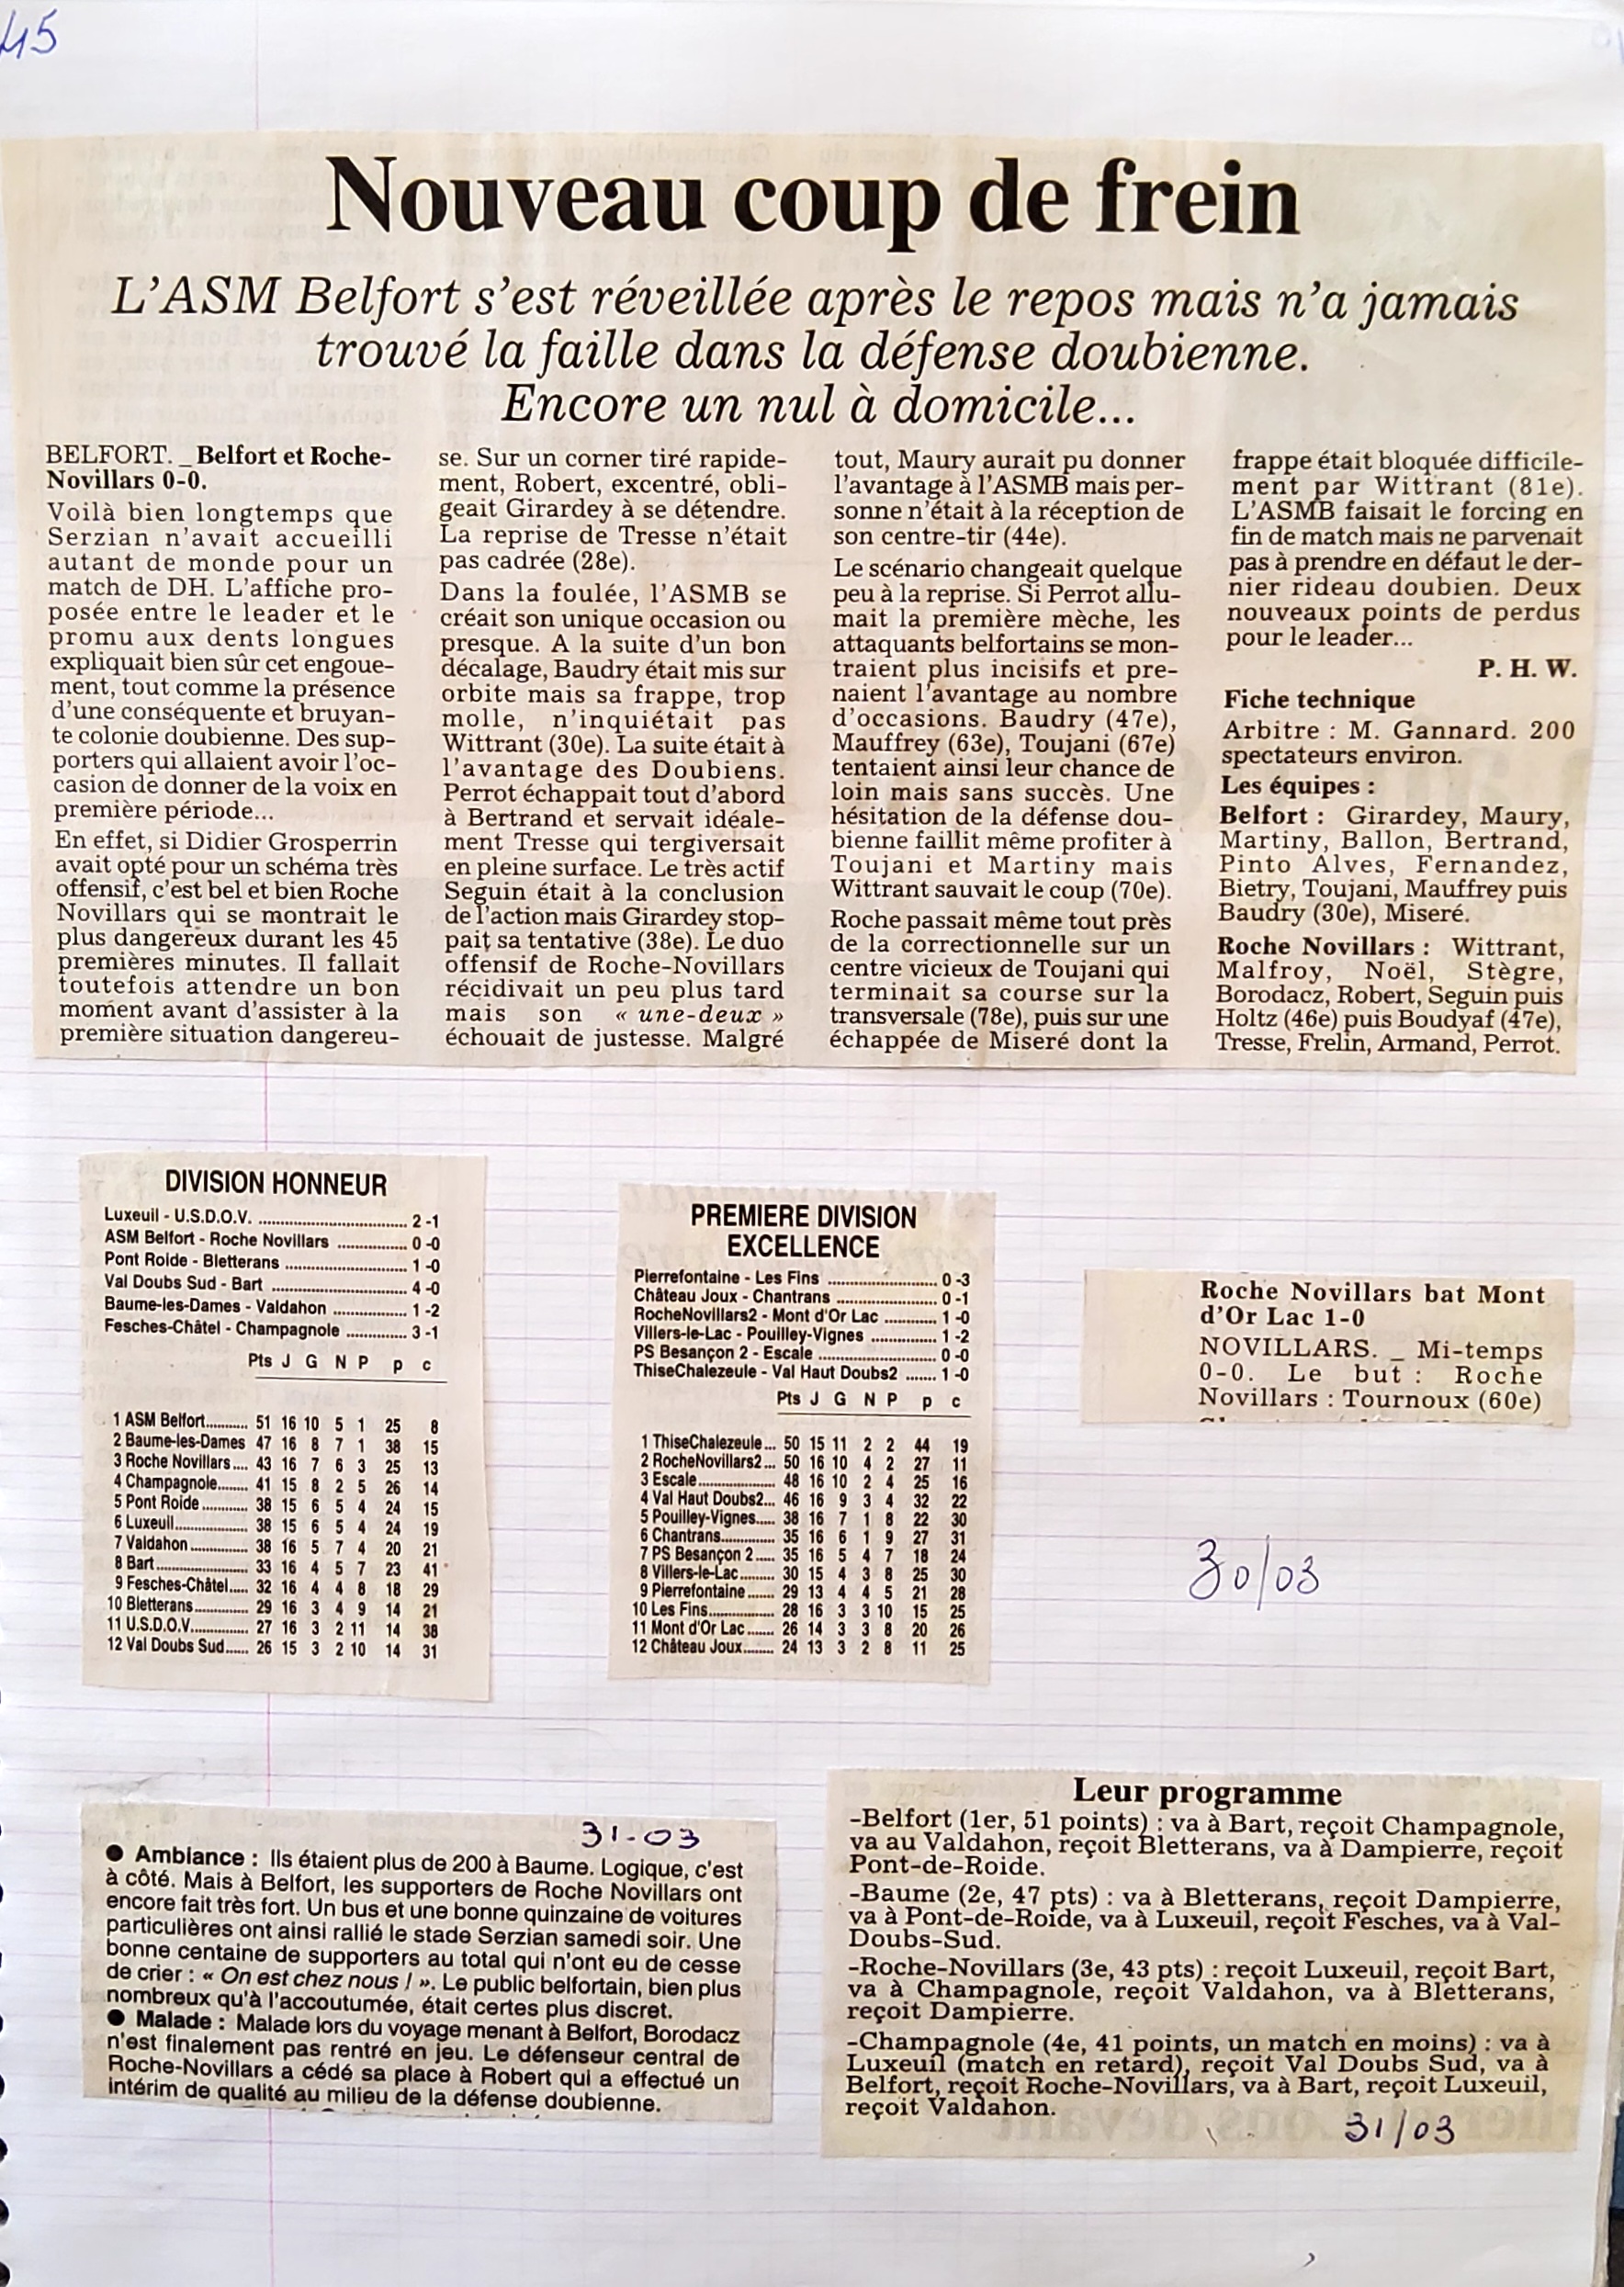 45
Nouveau coup de frein
L'ASM Belfort s'est réveillée après le repos mais n'a jamais
trouvé la faille dans la défense doubienne.
Encore un nul à domicile...
BELFORT. _ Belfort et Roche-
Novillars 0-0.
Voilà bien longtemps que
Serzian n'avait accueilli
autant de monde pour un
match de DH. L'affiche pro-
posée entre le leader et le
promu aux dents longues
expliquait bien sûr cet engoue-
ment, tout comme la présence
d'une conséquente et bruyan-
te colonie doubienne. Des sup-
porters qui allaient avoir l'oc-
casion de donner de la voix en
première période...
En effet, si Didier Grosperrin
avait opté pour un schéma très
offensif, c'est bel et bien Roche
Novillars qui se montrait le
plus dangereux durant les 45
premières minutes. Il fallait
toutefois attendre un bon
moment avant d'assister à la
première situation dangereu-
se. Sur un corner tiré rapide-
ment, Robert, excentré, obli-
geait Girardey à se détendre.
La reprise de Tresse n'était
pas cadrée (28e).
Dans la foulée, l'ASMB se
créait son unique occasion ou
presque. A la suite d'un bon
décalage, Baudry était mis sur
orbite mais sa frappe, trop
molle, n'inquiétait pas
Wittrant (30e). La suite était à
l'avantage des Doubiens.
Perrot échappait tout d'abord
à Bertrand et servait idéale-
ment Tresse qui tergiversait
en pleine surface. Le très actif
Seguin était à la conclusion
de l'action mais Girardey stop-
pait sa tentative (38e). Le duo
offensif de Roche-Novillars
récidivait un peu plus tard
mais son « une-deux »
échouait de justesse. Malgré
tout, Maury aurait pu donner
l'avantage à l'ASMB mais per-
sonne n'était à la réception de
son centre-tir (44e).
Le scénario changeait quelque
peu à la reprise. Si Perrot allu-
mait la première mèche, les
attaquants belfortains se mon-
traient plus incisifs et pre-
naient l'avantage au nombre
d'occasions. Baudry (47e),
Mauffrey (63e), Toujani (67e)
tentaient ainsi leur chance de
loin mais sans succès. Une
hésitation de la défense dou-
bienne faillit même profiter à
Toujani et Martiny mais
Wittrant sauvait le coup (70e).
Roche passait même tout près
de la correctionnelle sur un
centre vicieux de Toujani qui
terminait sa course sur la
transversale (78e), puis sur une
échappée de Miseré dont la
frappe était bloquée difficile-
ment par Wittrant (81e).
L'ASMB faisait le forcing en
fin de match mais ne parvenait
pas à prendre en défaut le der-
nier rideau doubien. Deux
nouveaux points de perdus
pour le leader...
P. H. W.
Fiche technique
Arbitre : M. Gannard. 200
spectateurs environ.
Les équipes :
Belfort : Girardey, Maury,
Martiny, Ballon, Bertrand,
Pinto Alves, Fernandez,
Bietry, Toujani, Mauffrey puis
Baudry (30e), Miseré.
Roche Novillars : Wittrant,
Malfroy, Noël, Stègre,
Borodacz, Robert, Seguin puis
Holtz (46e) puis Boudyaf (47e),
Tresse, Frelin, Armand, Perrot.
DIVISION HONNEUR
Luxeuil - U.S.D.O.V. .................... 2 -1
ASM Belfort - Roche Novillars ................ 0 -0
Pont Roide - Bletterans .................... 1 -0
Val Doubs Sud - Bart .................... 4 -0
Baume-les-Dames - Valdahon .............. 1 -2
Fesches-Châtel - Champagnole ............. 3 -1
Pts J G N P p c
1 ASM Belfort.......... 51 16 10 5 1 25 8
2 Baume-les-Dames 47 16 8 7 1 38 15
3 Roche Novillars.... 43 16 7 6 3 25 13
4 Champagnole....... 41 15 8 2 5 26 14
5 Pont Roide........... 38 15 6 5 4 24 15
6 Luxeuil................. 38 15 6 5 4 24 19
7 Valdahon............. 38 16 5 7 4 20 21
8 Bart..................... 33 16 4 5 7 23 41
9 Fesches-Châtel..... 32 16 4 4 8 18 29
10 Bletterans............ 29 16 3 4 9 14 21
11 U.S.D.O.V............. 27 16 3 2 11 14 38
12 Val Doubs Sud...... 26 15 3 2 10 14 31
PREMIERE DIVISION
EXCELLENCE
Pierrefontaine - Les Fins .................... 0 -3
Château Joux - Chantrans .................... 0 -1
RocheNovillars2 - Mont d'Or Lac ............ 1 -0
Villers-le-Lac - Pouilley-Vignes .............. 1 -2
PS Besançon 2 - Escale .................... 0 -0
ThiseChalezeule - Val Haut Doubs2 ....... 1 -0
Pts J G N P p c
1 ThiseChalezeule... 50 15 11 2 2 44 19
2 RocheNovillars2... 50 16 10 4 2 27 11
3 Escale................... 48 16 10 2 4 25 16
4 Val Haut Doubs2... 46 16 9 3 4 32 22
5 Pouilley-Vignes..... 38 16 7 1 8 22 30
6 Chantrans............. 35 16 6 1 9 27 31
7 PS Besançon 2..... 35 16 5 4 7 18 24
8 Villers-le-Lac......... 30 15 4 3 8 25 30
9 Pierrefontaine....... 29 13 4 4 5 21 28
10 Les Fins................ 28 16 3 3 10 15 25
11 Mont d'Or Lac....... 26 14 3 3 8 20 26
12 Château Joux........ 24 13 3 2 8 11 25
Roche Novillars bat Mont
d'Or Lac 1-0
NOVILLARS. _ Mi-temps
0-0. Le but : Roche
Novillars : Tournoux (60e)
30/03
31-03
● Ambiance : Ils étaient plus de 200 à Baume. Logique, c'est
à côté. Mais à Belfort, les supporters de Roche Novillars ont
encore fait très fort. Un bus et une bonne quinzaine de voitures
particulières ont ainsi rallié le stade Serzian samedi soir. Une
bonne centaine de supporters au total qui n'ont eu de cesse
de crier : « On est chez nous ! ». Le public belfortain, bien plus
nombreux qu'à l'accoutumée, était certes plus discret.
● Malade : Malade lors du voyage menant à Belfort, Borodacz
n'est finalement pas rentré en jeu. Le défenseur central de
Roche-Novillars a cédé sa place à Robert qui a effectué un
intérim de qualité au milieu de la défense doubienne.
Leur programme
-Belfort (1er, 51 points) : va à Bart, reçoit Champagnole,
va au Valdahon, reçoit Bletterans, va à Dampierre, reçoit
Pont-de-Roide.
-Baume (2e, 47 pts) : va à Bletterans, reçoit Dampierre,
va à Pont-de-Roide, va à Luxeuil, reçoit Fesches, va à Val-
Doubs-Sud.
-Roche-Novillars (3e, 43 pts) : reçoit Luxeuil, reçoit Bart,
va à Champagnole, reçoit Valdahon, va à Bletterans,
reçoit Dampierre.
-Champagnole (4e, 41 points, un match en moins) : va à
Luxeuil (match en retard), reçoit Val Doubs Sud, va à
Belfort, reçoit Roche-Novillars, va à Bart, reçoit Luxeuil,
reçoit Valdahon.
31/03